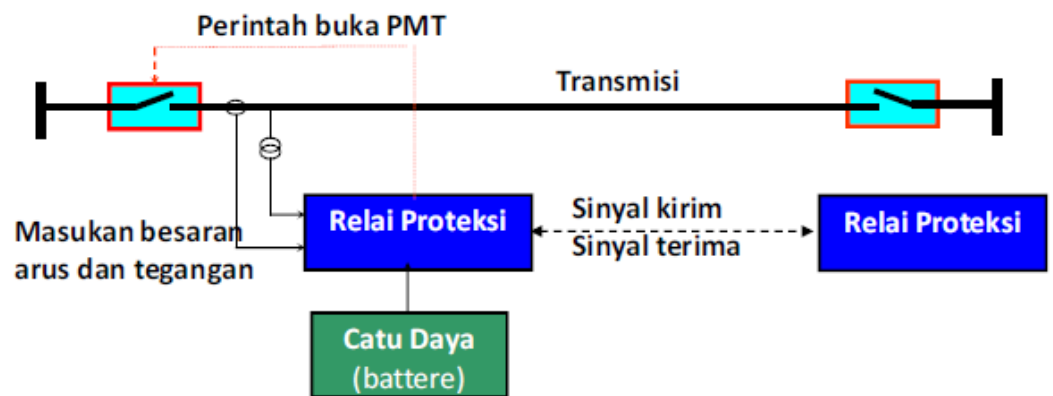 Perintah buka PMT
Transmisi
Masukan besaran
arus dan tegangan
Relai Proteksi
Sinyal kirim
Sinyal terima
Relai Proteksi
Catu Daya
(battere)